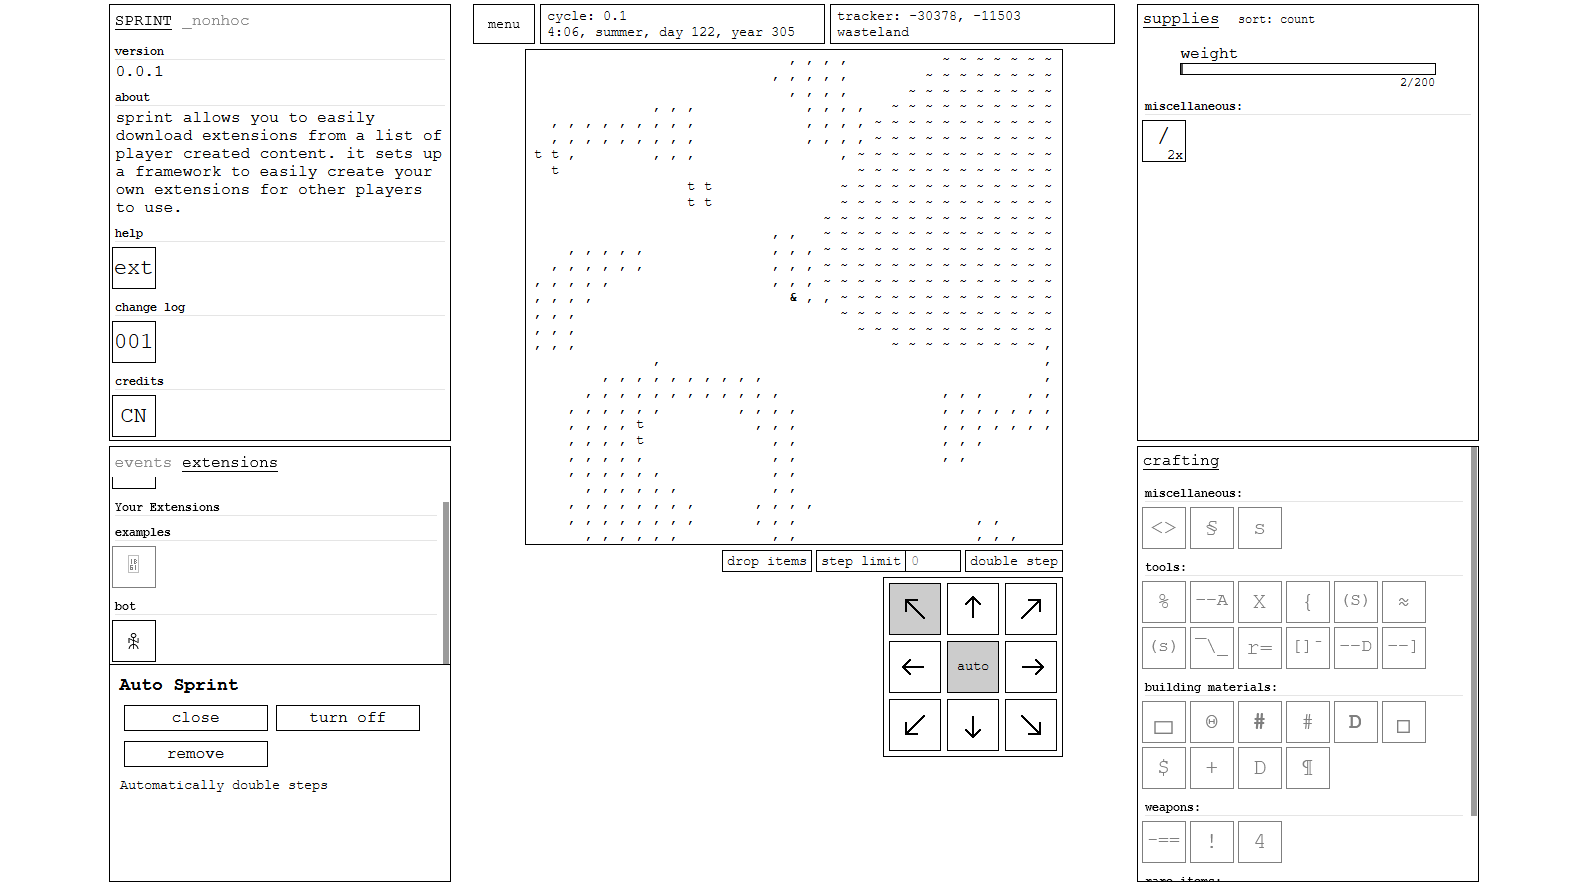 SPRINT _nonhoc
version
0.0.1
about
sprint allows you to easily
download extensions from a list of
player created content. it sets up
a framework to easily create your
own extensions for other players
to use.
help
ext
change log
001
credits
CN
events extensions
Your Extensions
examples
bot
Auto Sprint
close turn off
remove
Automatically double steps
menu
cycle: 0.1
4:06, summer, day 122, year 305
tracker: -30378, -11503
wasteland
t t
t
t t
t t
&
t
t
drop items step limit 0 double step
auto
supplies sort: count
weight
2/200
miscellaneous:
/
2x
crafting
miscellaneous:
<> § s
tools:
% --A X { (S) ≈
(s) ¯\_ r= []¯ --D --]
building materials:
▭ Θ # # D □
$ + D ¶
weapons:
-== ! 4
rare items: